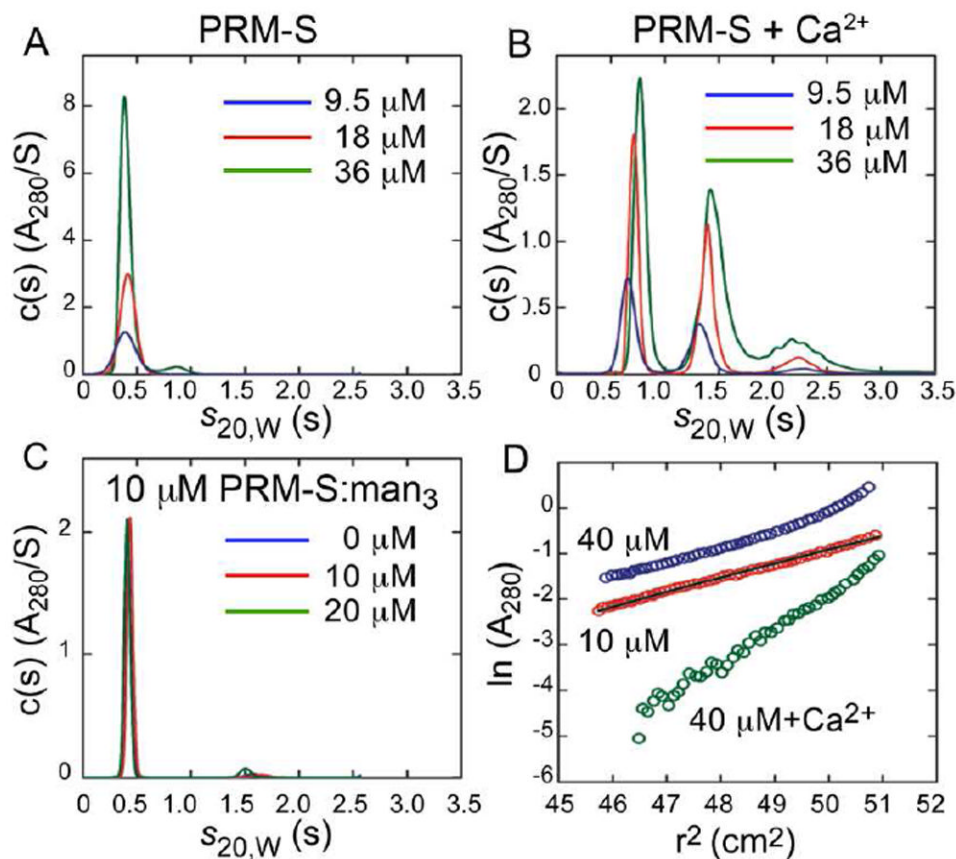 A
PRM-S
9.5 μM
18 μM
36 μM
c(s) (A280/S)
8
6
4
2
0
0 0.5 1.0 1.5 2.0 2.5 3.0 3.5
s20,W (s)
B
PRM-S + Ca2+
9.5 μM
18 μM
36 μM
c(s) (A280/S)
2.0
1.5
1.0
0.5
0
0 0.5 1.0 1.5 2.0 2.5 3.5
s20,W (s)
C
10 μM PRM-S:man3
0 μM
10 μM
20 μM
c(s) (A280/S)
2
1
0
0 0.5 1.0 1.5 2.0 2.5 3.0 3.5
s20,W (s)
D
40 μM
10 μM
40 μM+Ca2+
ln (A280)
0
-1
-2
-3
-4
-5
-6
45 46 47 48 49 50 51 52
r2 (cm2)